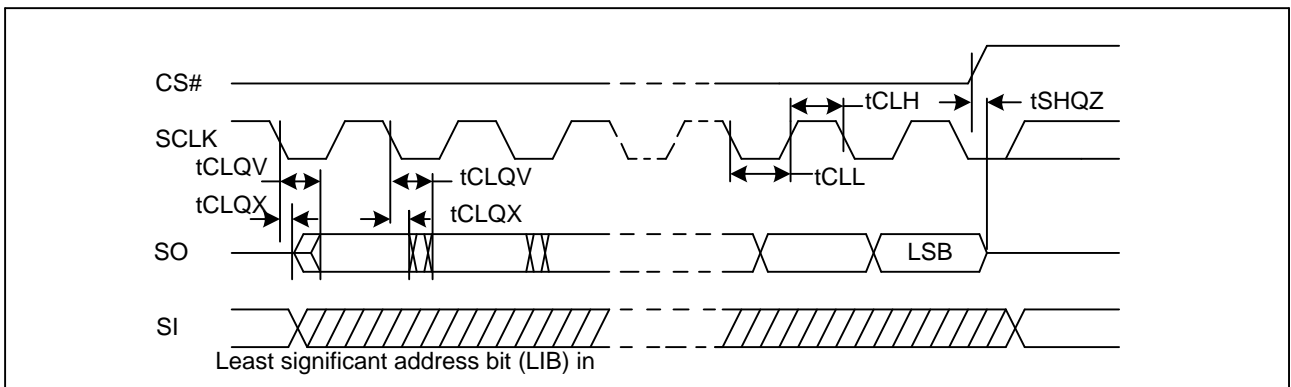 CS#
tCLH
tSHQZ
SCLK
tCLQV
tCLQV
tCLL
tCLQX
tCLQX
SO
LSB
SI
Least significant address bit (LIB) in